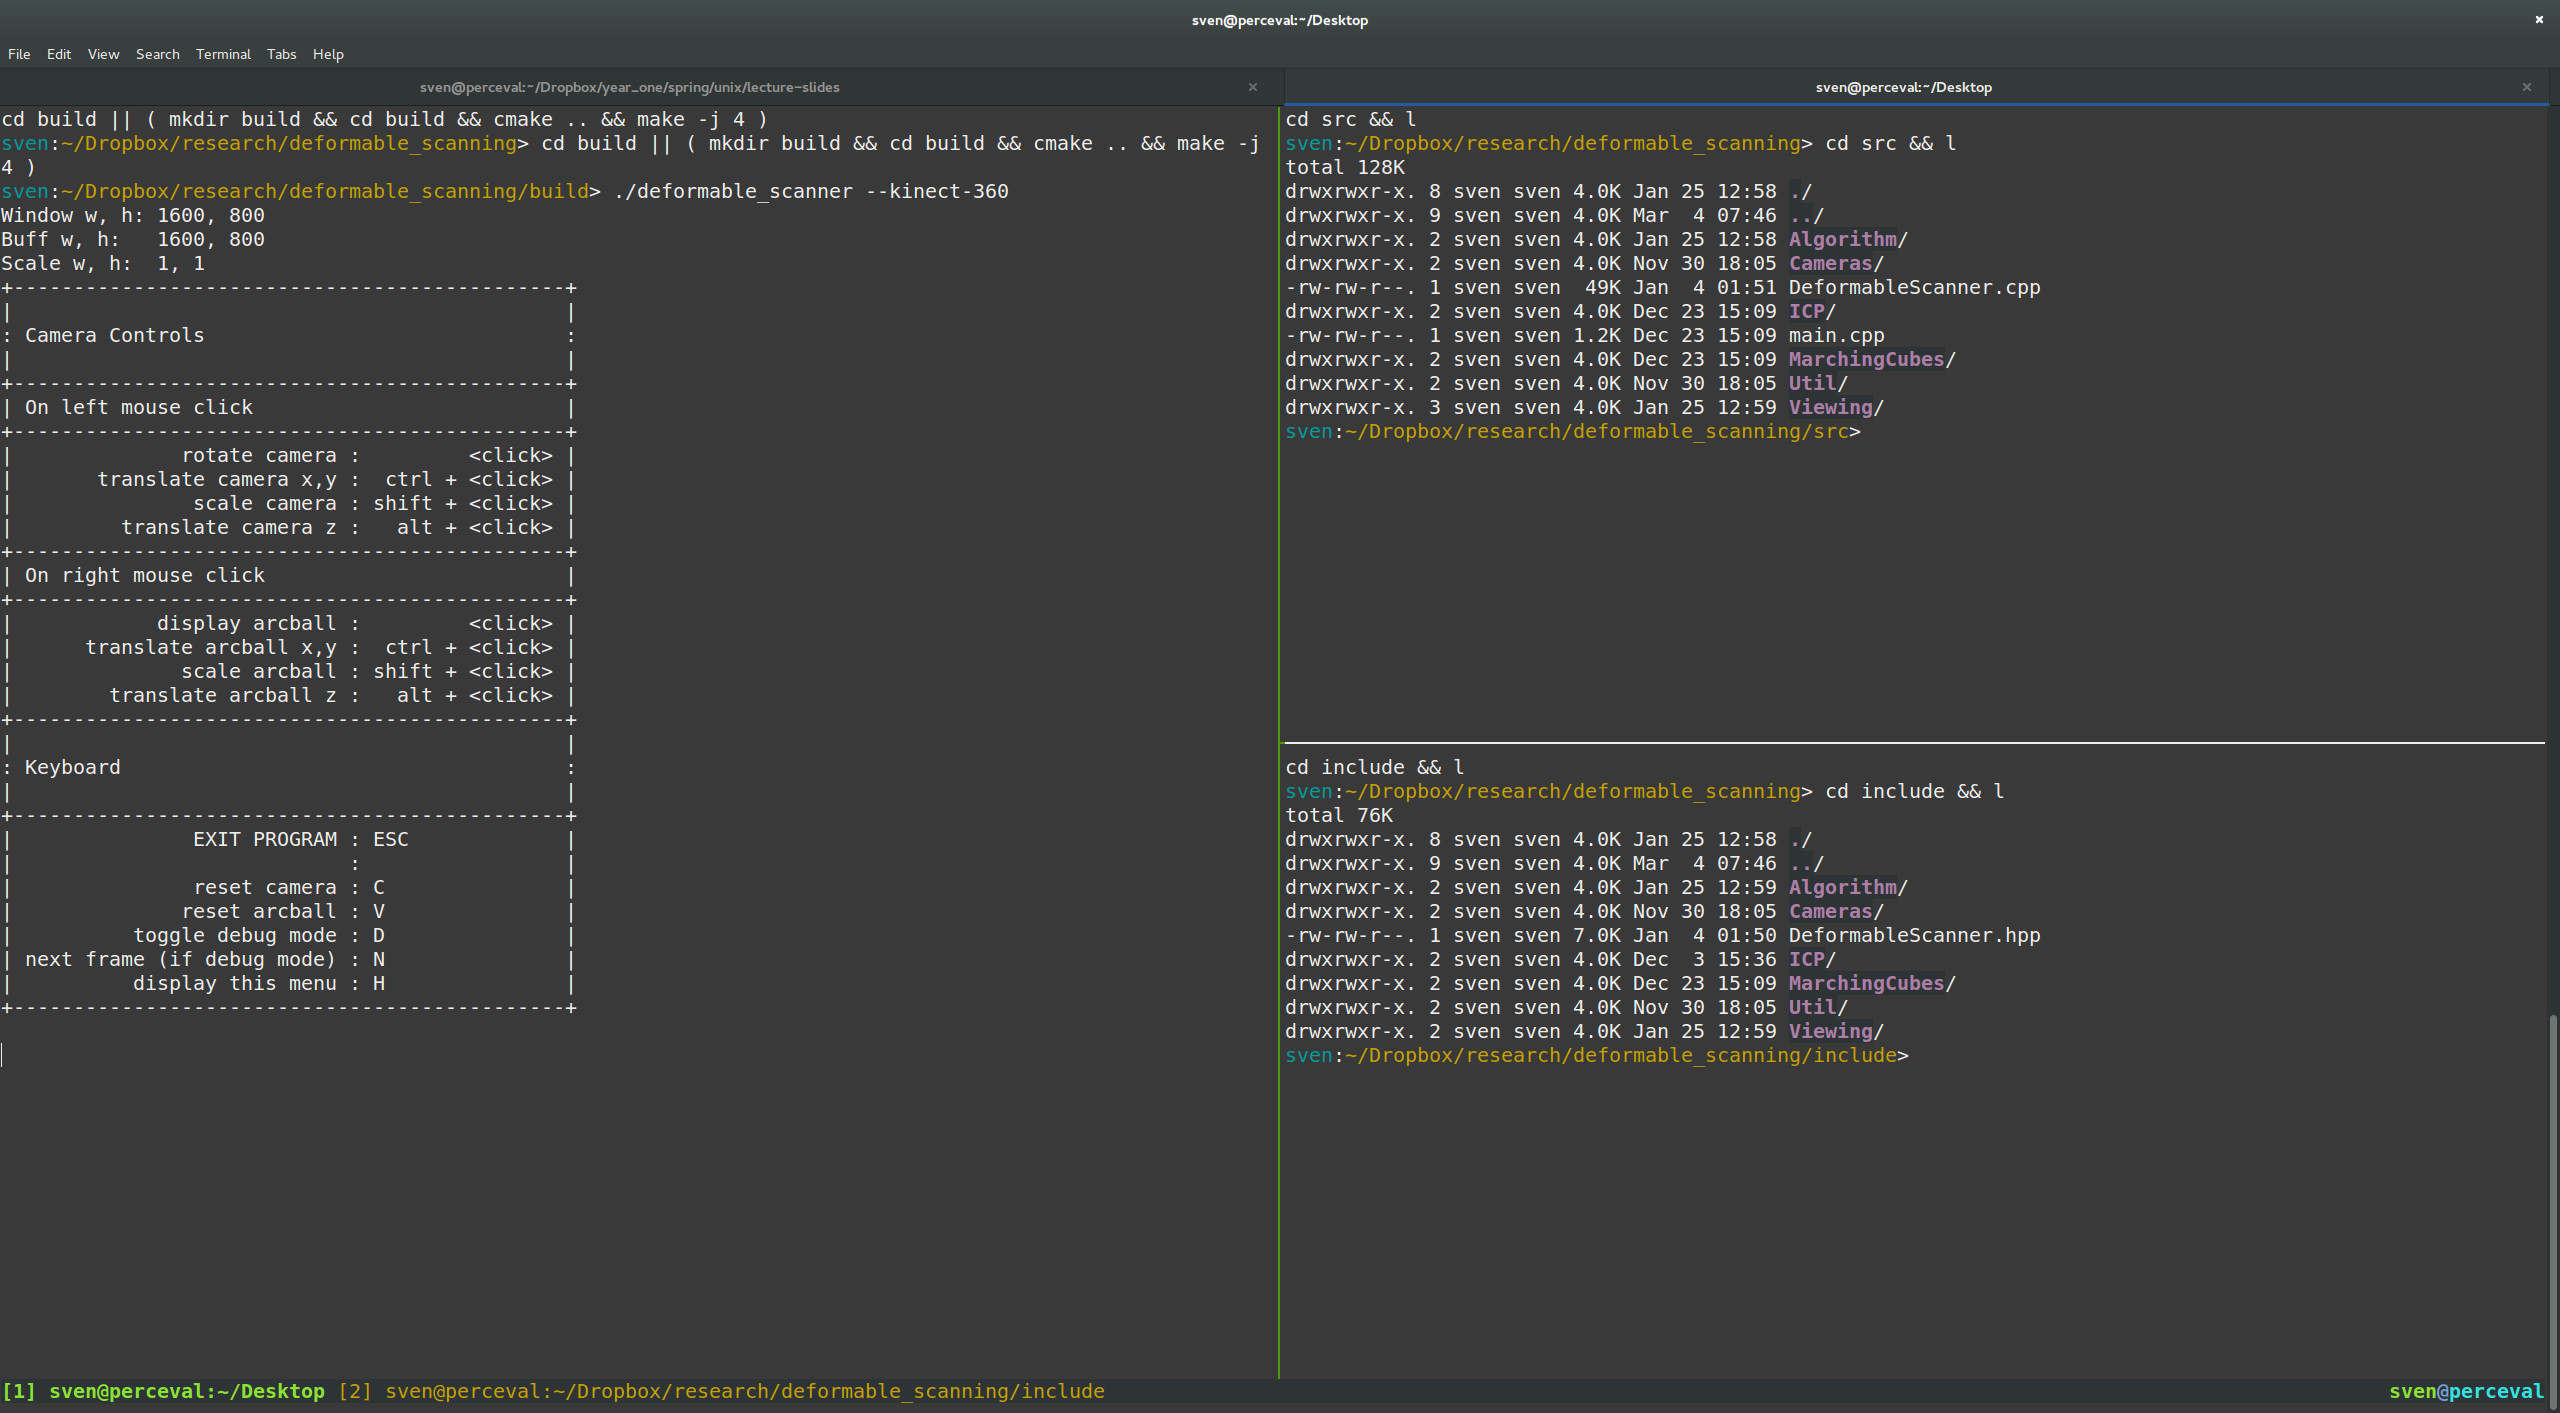 sven@perceval:~/Desktop
File Edit View Search Terminal Tabs Help
sven@perceval:~/Dropbox/year_one/spring/unix/lecture-slides
sven@perceval:~/Desktop
cd build || ( mkdir build && cd build && cmake .. && make -j 4 )
sven:~/Dropbox/research/deformable_scanning> cd build || ( mkdir build && cd build && cmake .. && make -j
4 )
sven:~/Dropbox/research/deformable_scanning/build> ./deformable_scanner --kinect-360
Window w, h: 1600, 800
Buff w, h:   1600, 800
Scale w, h:  1, 1
+----------------------------------------------+
|                                              |
: Camera Controls                              :
|                                              |
+----------------------------------------------+
| On left mouse click                          |
+----------------------------------------------+
|              rotate camera :         <click> |
|       translate camera x,y :  ctrl + <click> |
|               scale camera : shift + <click> |
|         translate camera z :   alt + <click> |
+----------------------------------------------+
| On right mouse click                         |
+----------------------------------------------+
|            display arcball :         <click> |
|      translate arcball x,y :  ctrl + <click> |
|              scale arcball : shift + <click> |
|        translate arcball z :   alt + <click> |
+----------------------------------------------+
|                                              |
: Keyboard                                     :
|                                              |
+----------------------------------------------+
|               EXIT PROGRAM : ESC             |
|                            :                 |
|               reset camera : C               |
|              reset arcball : V               |
|          toggle debug mode : D               |
| next frame (if debug mode) : N               |
|          display this menu : H               |
+----------------------------------------------+
cd src && l
sven:~/Dropbox/research/deformable_scanning> cd src && l
total 128K
drwxrwxr-x. 8 sven sven 4.0K Jan 25 12:58 ./
drwxrwxr-x. 9 sven sven 4.0K Mar  4 07:46 ../
drwxrwxr-x. 2 sven sven 4.0K Jan 25 12:58 Algorithm/
drwxrwxr-x. 2 sven sven 4.0K Nov 30 18:05 Cameras/
-rw-rw-r--. 1 sven sven  49K Jan  4 01:51 DeformableScanner.cpp
drwxrwxr-x. 2 sven sven 4.0K Dec 23 15:09 ICP/
-rw-rw-r--. 1 sven sven 1.2K Dec 23 15:09 main.cpp
drwxrwxr-x. 2 sven sven 4.0K Dec 23 15:09 MarchingCubes/
drwxrwxr-x. 2 sven sven 4.0K Nov 30 18:05 Util/
drwxrwxr-x. 3 sven sven 4.0K Jan 25 12:59 Viewing/
sven:~/Dropbox/research/deformable_scanning/src>
cd include && l
sven:~/Dropbox/research/deformable_scanning> cd include && l
total 76K
drwxrwxr-x. 8 sven sven 4.0K Jan 25 12:58 ./
drwxrwxr-x. 9 sven sven 4.0K Mar  4 07:46 ../
drwxrwxr-x. 2 sven sven 4.0K Jan 25 12:59 Algorithm/
drwxrwxr-x. 2 sven sven 4.0K Nov 30 18:05 Cameras/
-rw-rw-r--. 1 sven sven 7.0K Jan  4 01:50 DeformableScanner.hpp
drwxrwxr-x. 2 sven sven 4.0K Dec  3 15:36 ICP/
drwxrwxr-x. 2 sven sven 4.0K Dec 23 15:09 MarchingCubes/
drwxrwxr-x. 2 sven sven 4.0K Nov 30 18:05 Util/
drwxrwxr-x. 2 sven sven 4.0K Jan 25 12:59 Viewing/
sven:~/Dropbox/research/deformable_scanning/include>
[1] sven@perceval:~/Desktop [2] sven@perceval:~/Dropbox/research/deformable_scanning/include
sven@perceval